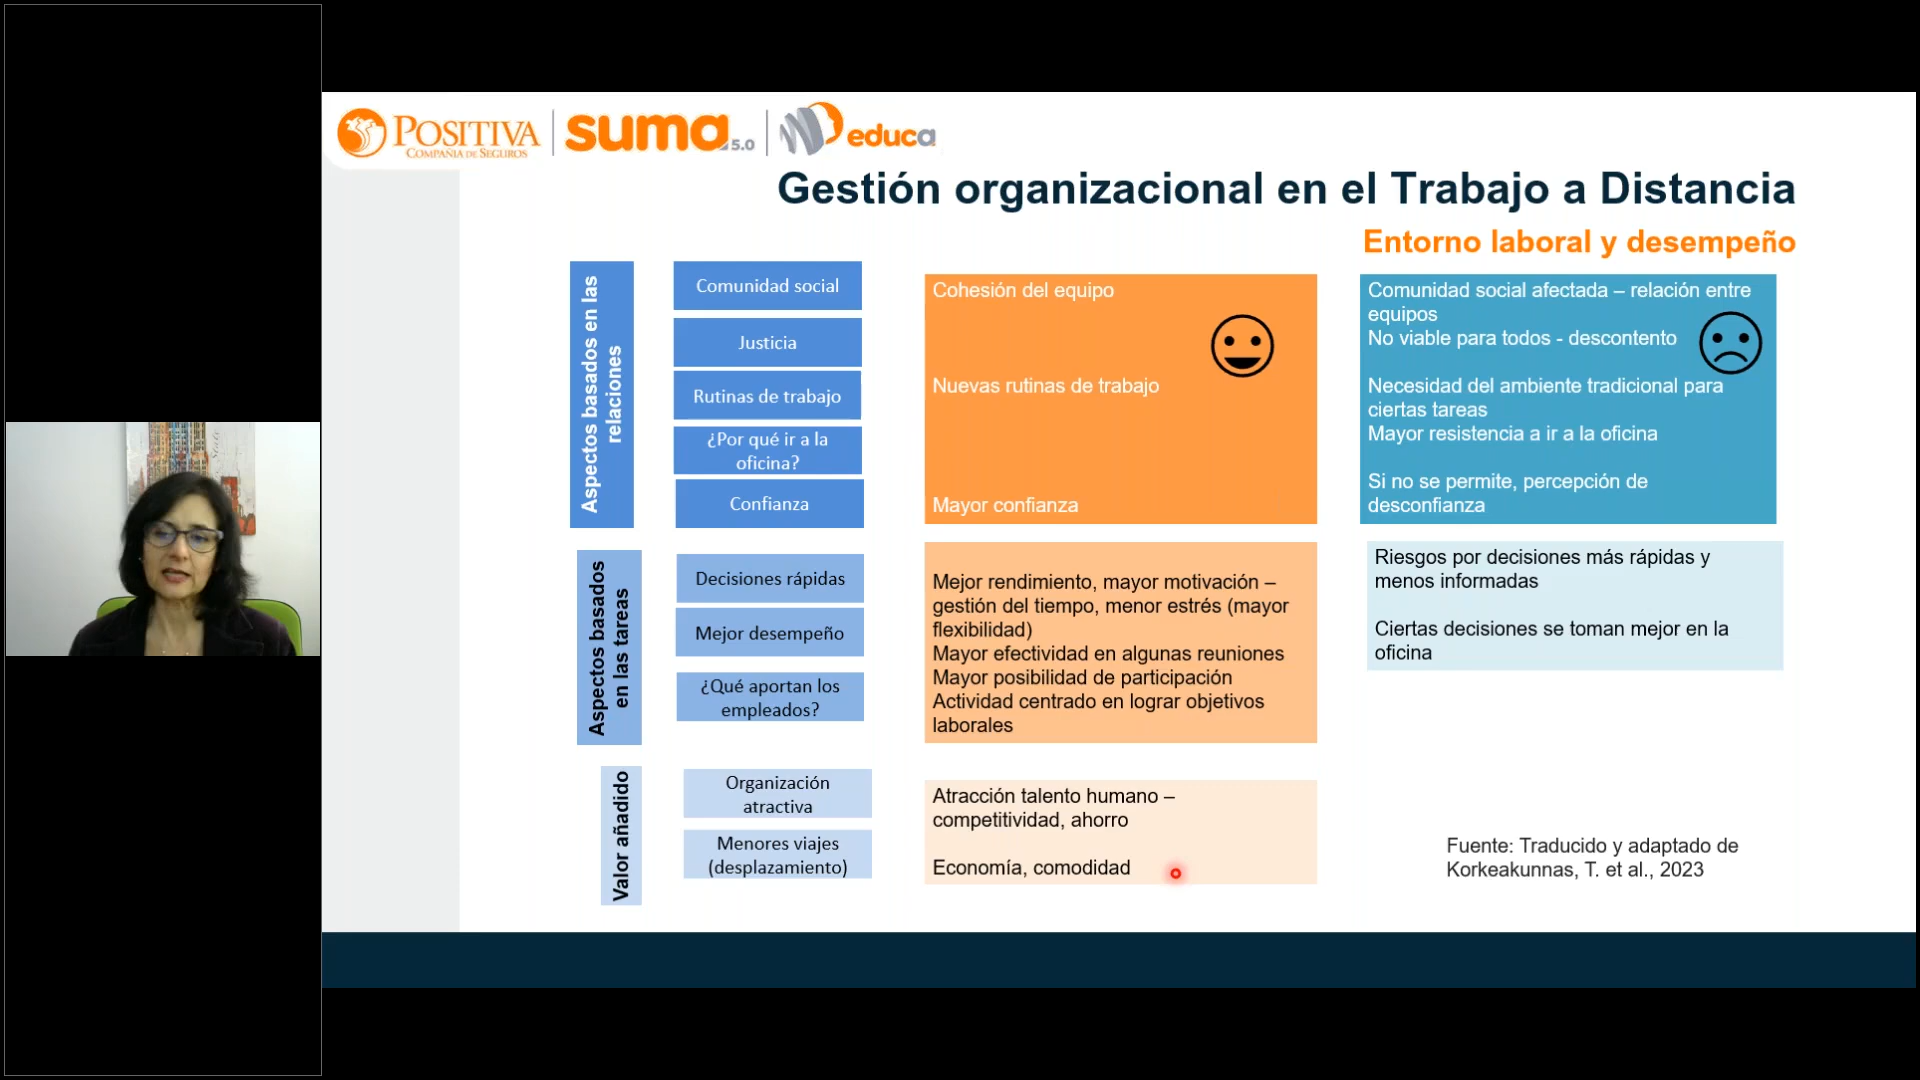 POSITIVA
COMPAÑÍA DE SEGUROS
suma 5.0
educa
Gestión organizacional en el Trabajo a Distancia
Entorno laboral y desempeño
Aspectos basados en las
relaciones
Comunidad social
Justicia
Rutinas de trabajo
¿Por qué ir a la
oficina?
Confianza
Cohesión del equipo
Nuevas rutinas de trabajo
Mayor confianza
Comunidad social afectada – relación entre
equipos
No viable para todos - descontento
Necesidad del ambiente tradicional para
ciertas tareas
Mayor resistencia a ir a la oficina
Si no se permite, percepción de
desconfianza
Aspectos basados
en las tareas
Decisiones rápidas
Mejor desempeño
¿Qué aportan los
empleados?
Mejor rendimiento, mayor motivación –
gestión del tiempo, menor estrés (mayor
flexibilidad)
Mayor efectividad en algunas reuniones
Mayor posibilidad de participación
Actividad centrado en lograr objetivos
laborales
Riesgos por decisiones más rápidas y
menos informadas
Ciertas decisiones se toman mejor en la
oficina
Valor añadido
Organización
atractiva
Menores viajes
(desplazamiento)
Atracción talento humano –
competitividad, ahorro
Economía, comodidad
Fuente: Traducido y adaptado de
Korkeakunnas, T. et al., 2023